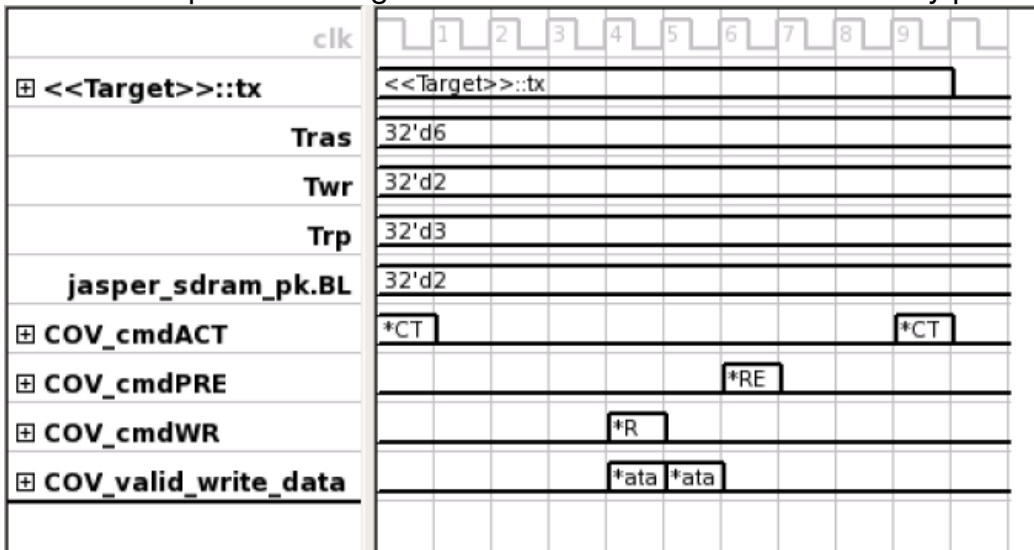 clk 1 2 3 4 5 6 7 8 9
<<Target>>::tx <<Target>>::tx
Tras 32'd6
Twr 32'd2
Trp 32'd3
jasper_sdram_pk.BL 32'd2
COV_cmdACT *CT *CT
COV_cmdPRE *RE
COV_cmdWR *R
COV_valid_write_data *ata *ata